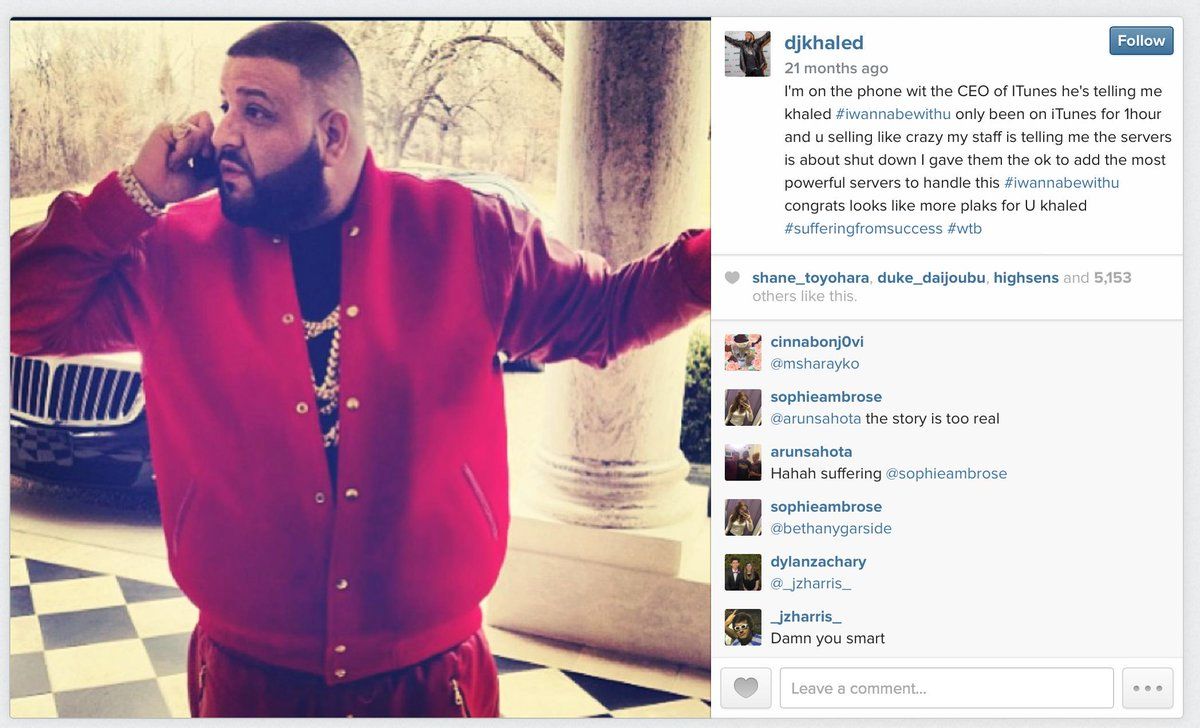 djkhaled
Follow
21 months ago
I'm on the phone wit the CEO of ITunes he's telling me
khaled #iwannabewithu only been on iTunes for 1hour
and u selling like crazy my staff is telling me the servers
is about shut down I gave them the ok to add the most
powerful servers to handle this #iwannabewithu
congrats looks like more plaks for U khaled
#sufferingfromsuccess #wtb
shane_toyohara, duke_daijoubu, highsens and 5,153
others like this.
cinnabonj0vi
@msharayko
sophieambrose
@arunsahota the story is too real
arunsahota
Hahah suffering @sophieambrose
sophieambrose
@bethanygarside
dylanzachary
@_jzharris_
_jzharris_
Damn you smart
Leave a comment...